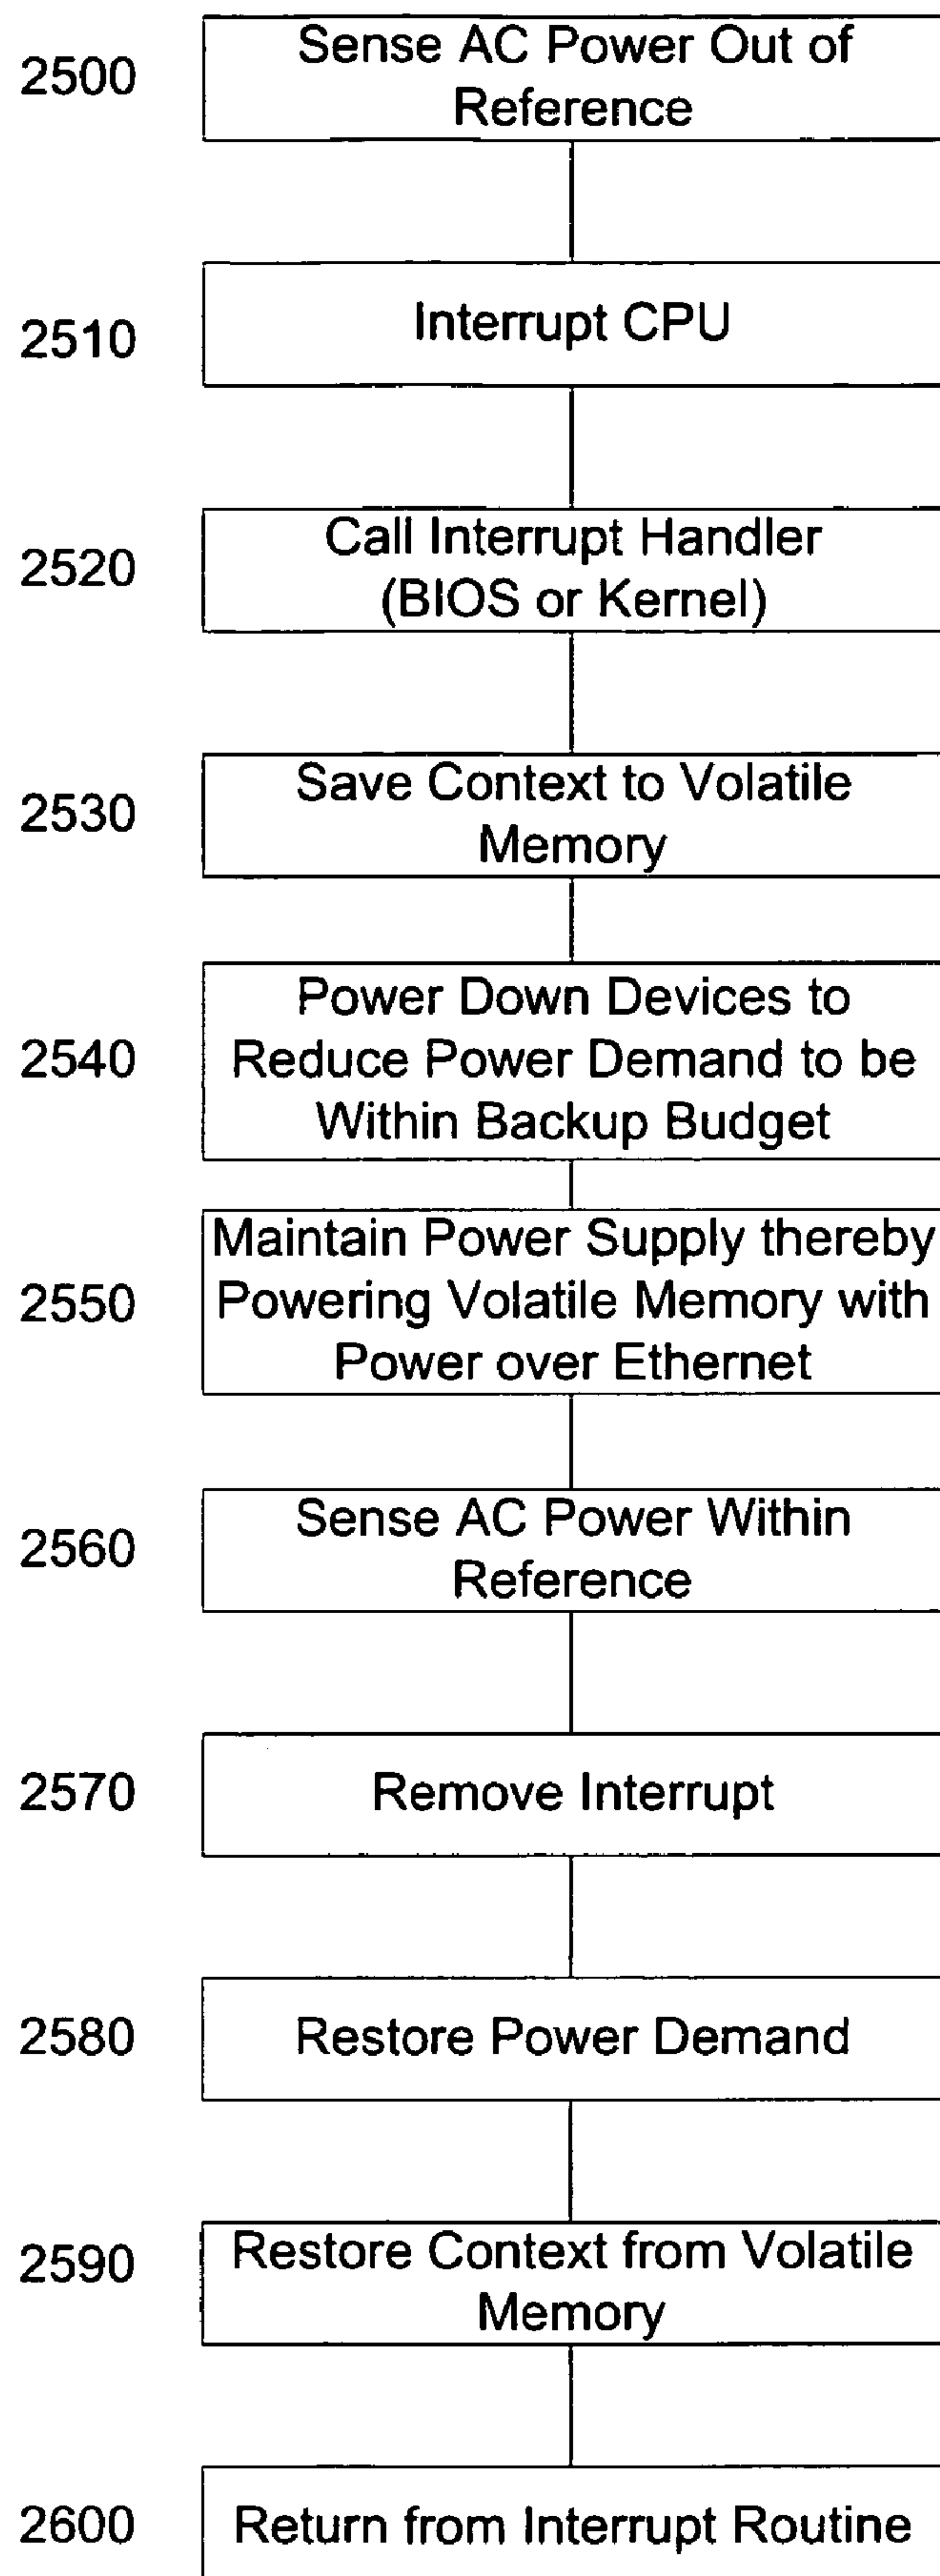 2500
Sense AC Power Out of
Reference
2510
Interrupt CPU
2520
Call Interrupt Handler
(BIOS or Kernel)
2530
Save Context to Volatile
Memory
2540
Power Down Devices to
Reduce Power Demand to be
Within Backup Budget
2550
Maintain Power Supply thereby
Powering Volatile Memory with
Power over Ethernet
2560
Sense AC Power Within
Reference
2570
Remove Interrupt
2580
Restore Power Demand
2590
Restore Context from Volatile
Memory
2600
Return from Interrupt Routine